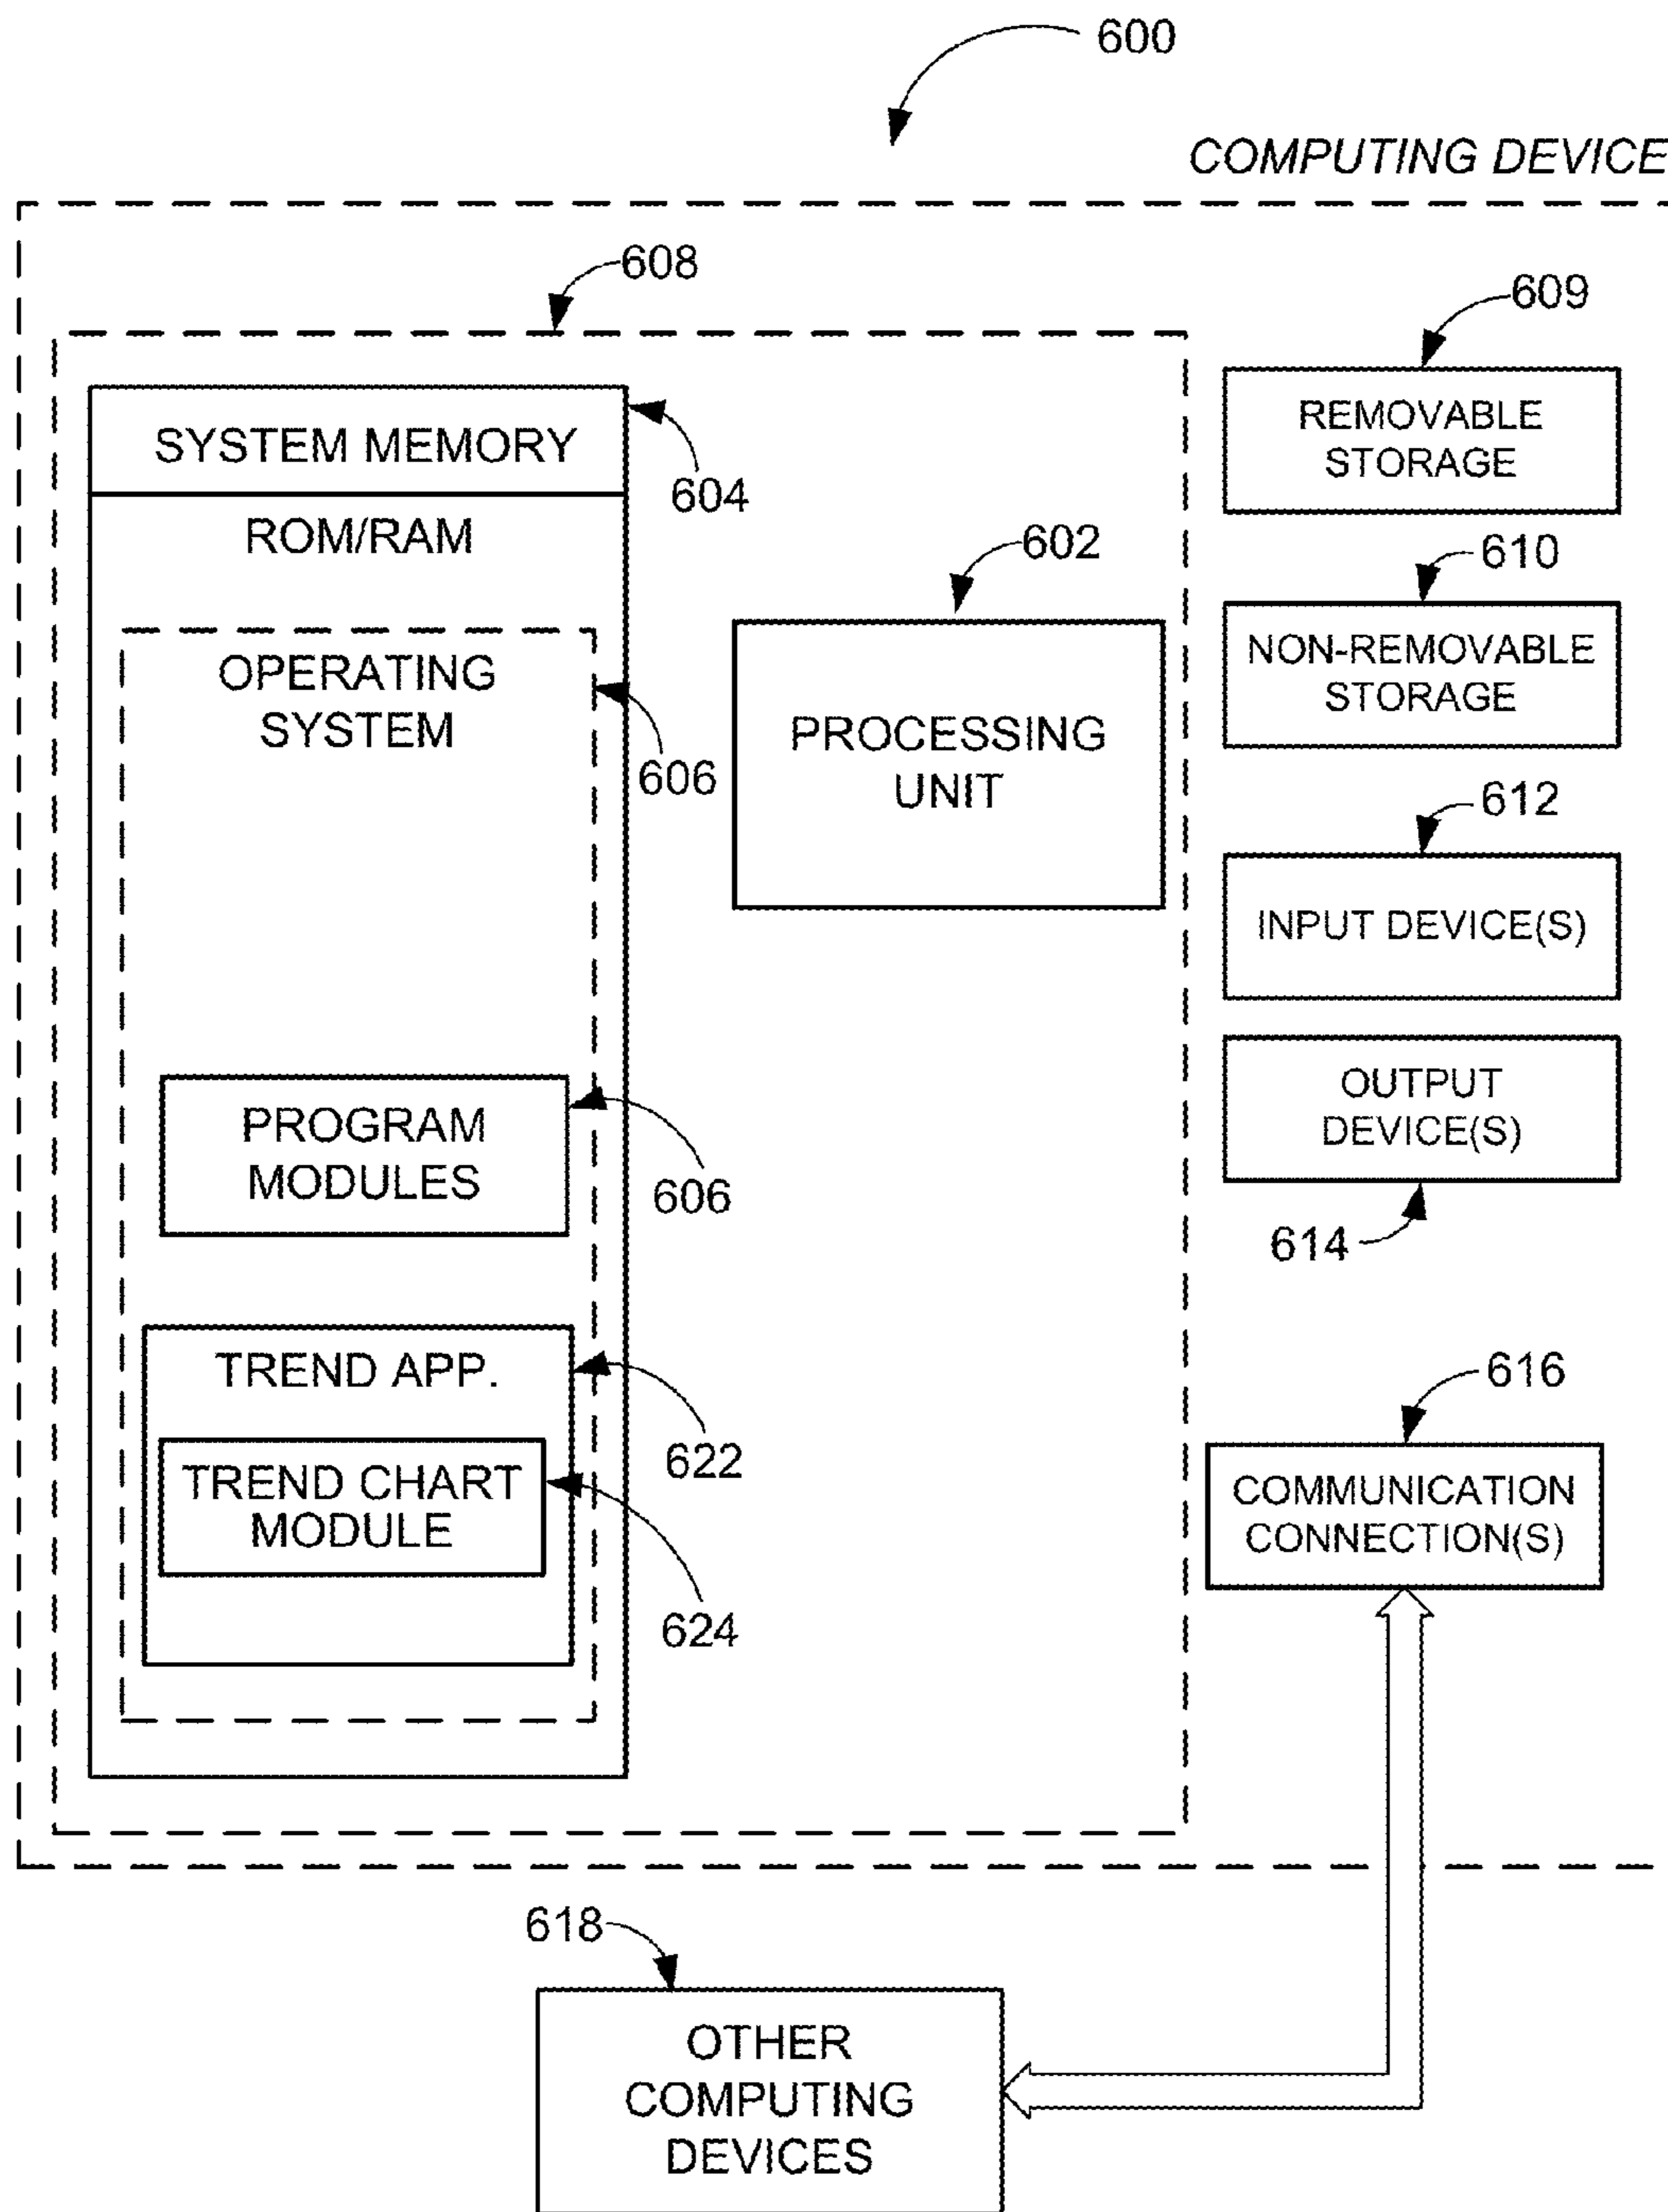 600
COMPUTING DEVICE
608
609
SYSTEM MEMORY
604
REMOVABLE
STORAGE
ROM/RAM
602
610
OPERATING
SYSTEM
606
PROCESSING
UNIT
NON-REMOVABLE
STORAGE
612
INPUT DEVICE(S)
PROGRAM
MODULES
606
OUTPUT
DEVICE(S)
614
TREND APP.
622
616
TREND CHART
MODULE
624
COMMUNICATION
CONNECTION(S)
618
OTHER
COMPUTING
DEVICES